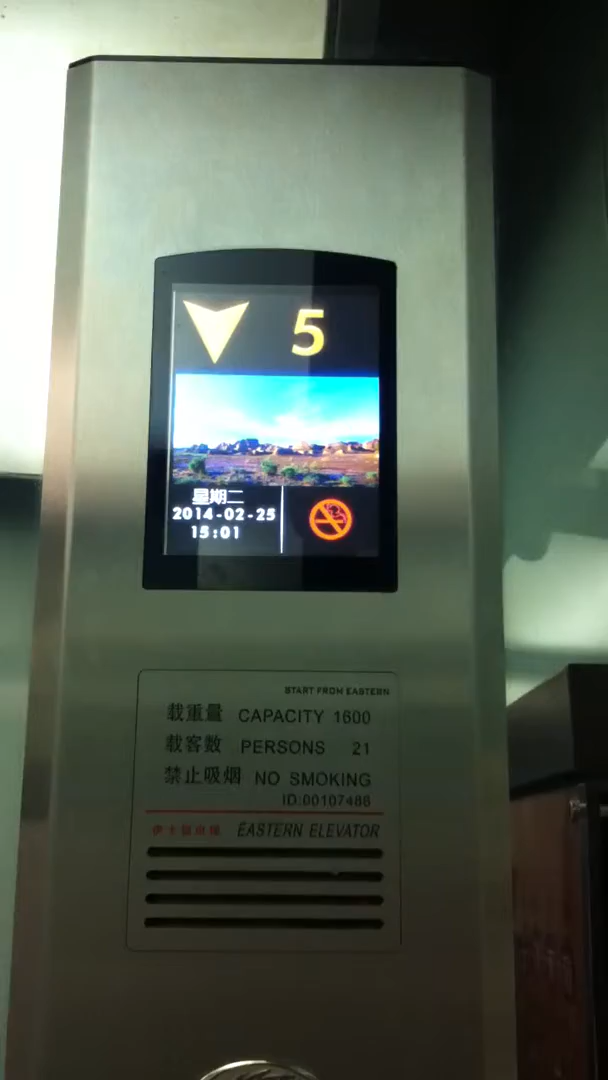 5
星期二
2014-02-25
15:01
START FROM EASTERN
载重量 CAPACITY 1600
载客数 PERSONS 21
禁止吸烟 NO SMOKING
ID:00107486
EASTERN ELEVATOR